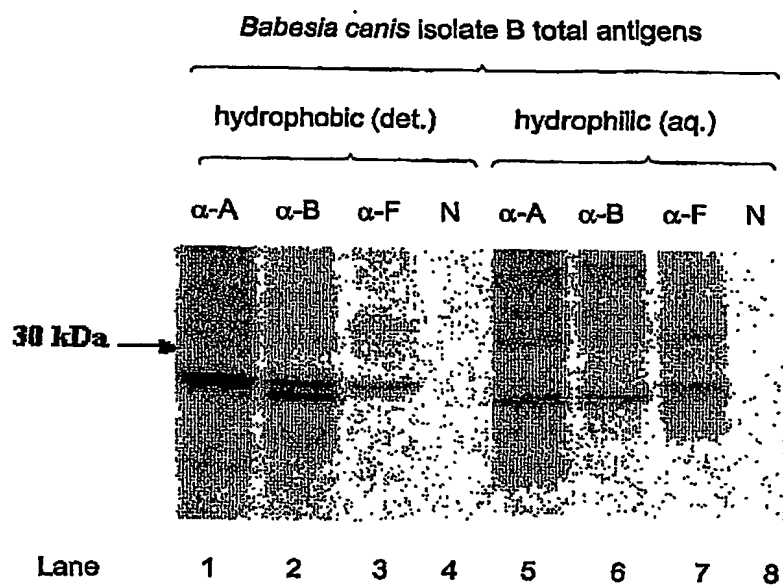 Babesia canis isolate B total antigens
hydrophobic (det.) hydrophilic (aq.)
α-A α-B α-F N α-A α-B α-F N
30 kDa
Lane 1 2 3 4 5 6 7 8